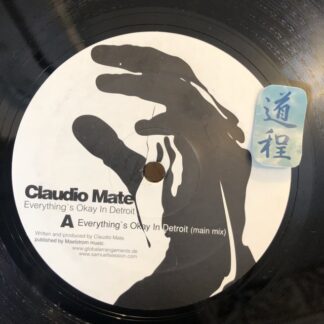 Claudio Mate
Everything's Okay In Detroit
A Everything's Okay In Detroit (main mix)
Written and produced by Claudio Mate.
published by Maelstrom music.
www.globalarrangements.de
www.samuellsession.com
道程